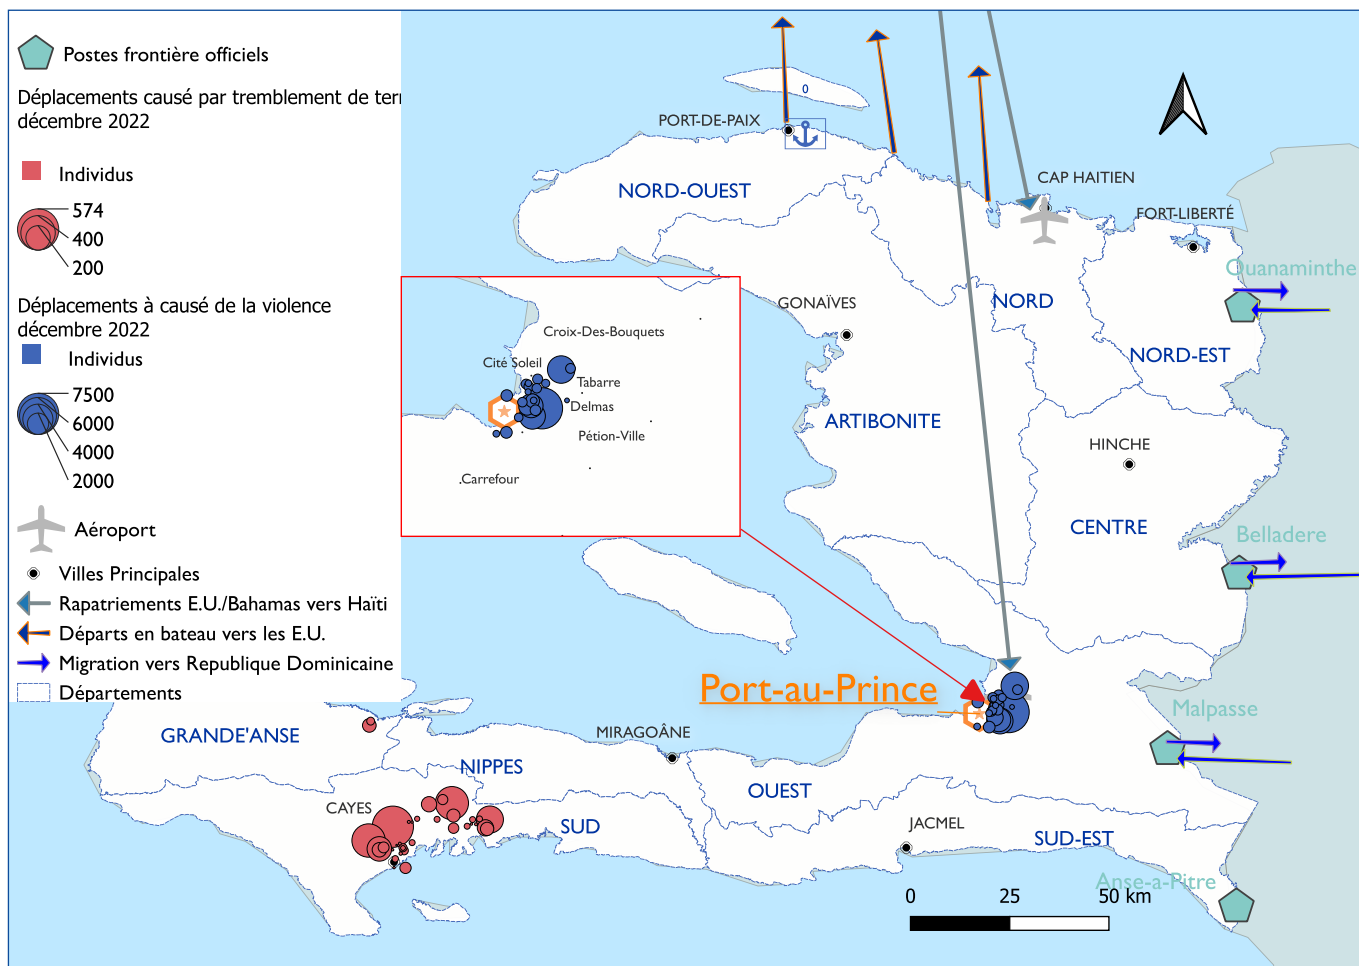 Postes frontière officiels
Déplacements causé par tremblement de terr
décembre 2022
Individus
574
400
200
Déplacements à causé de la violence
décembre 2022
Individus
7500
6000
4000
2000
Aéroport
Villes Principales
Rapatriements E.U./Bahamas vers Haïti
Départs en bateau vers les E.U.
Migration vers Republique Dominicaine
Départements
0
PORT-DE-PAIX
NORD-OUEST
CAP HAITIEN
FORT-LIBERTÉ
Ouanaminthe
GONAÏVES
NORD
NORD-EST
Croix-Des-Bouquets
Cité Soleil
Tabarre
Delmas
Pétion-Ville
Carrefour
ARTIBONITE
HINCHE
CENTRE
Belladere
Port-au-Prince
Malpasse
GRANDE'ANSE
MIRAGOÂNE
NIPPES
OUEST
CAYES
SUD
JACMEL
SUD-EST
Anse-a-Pitre
0 25 50 km